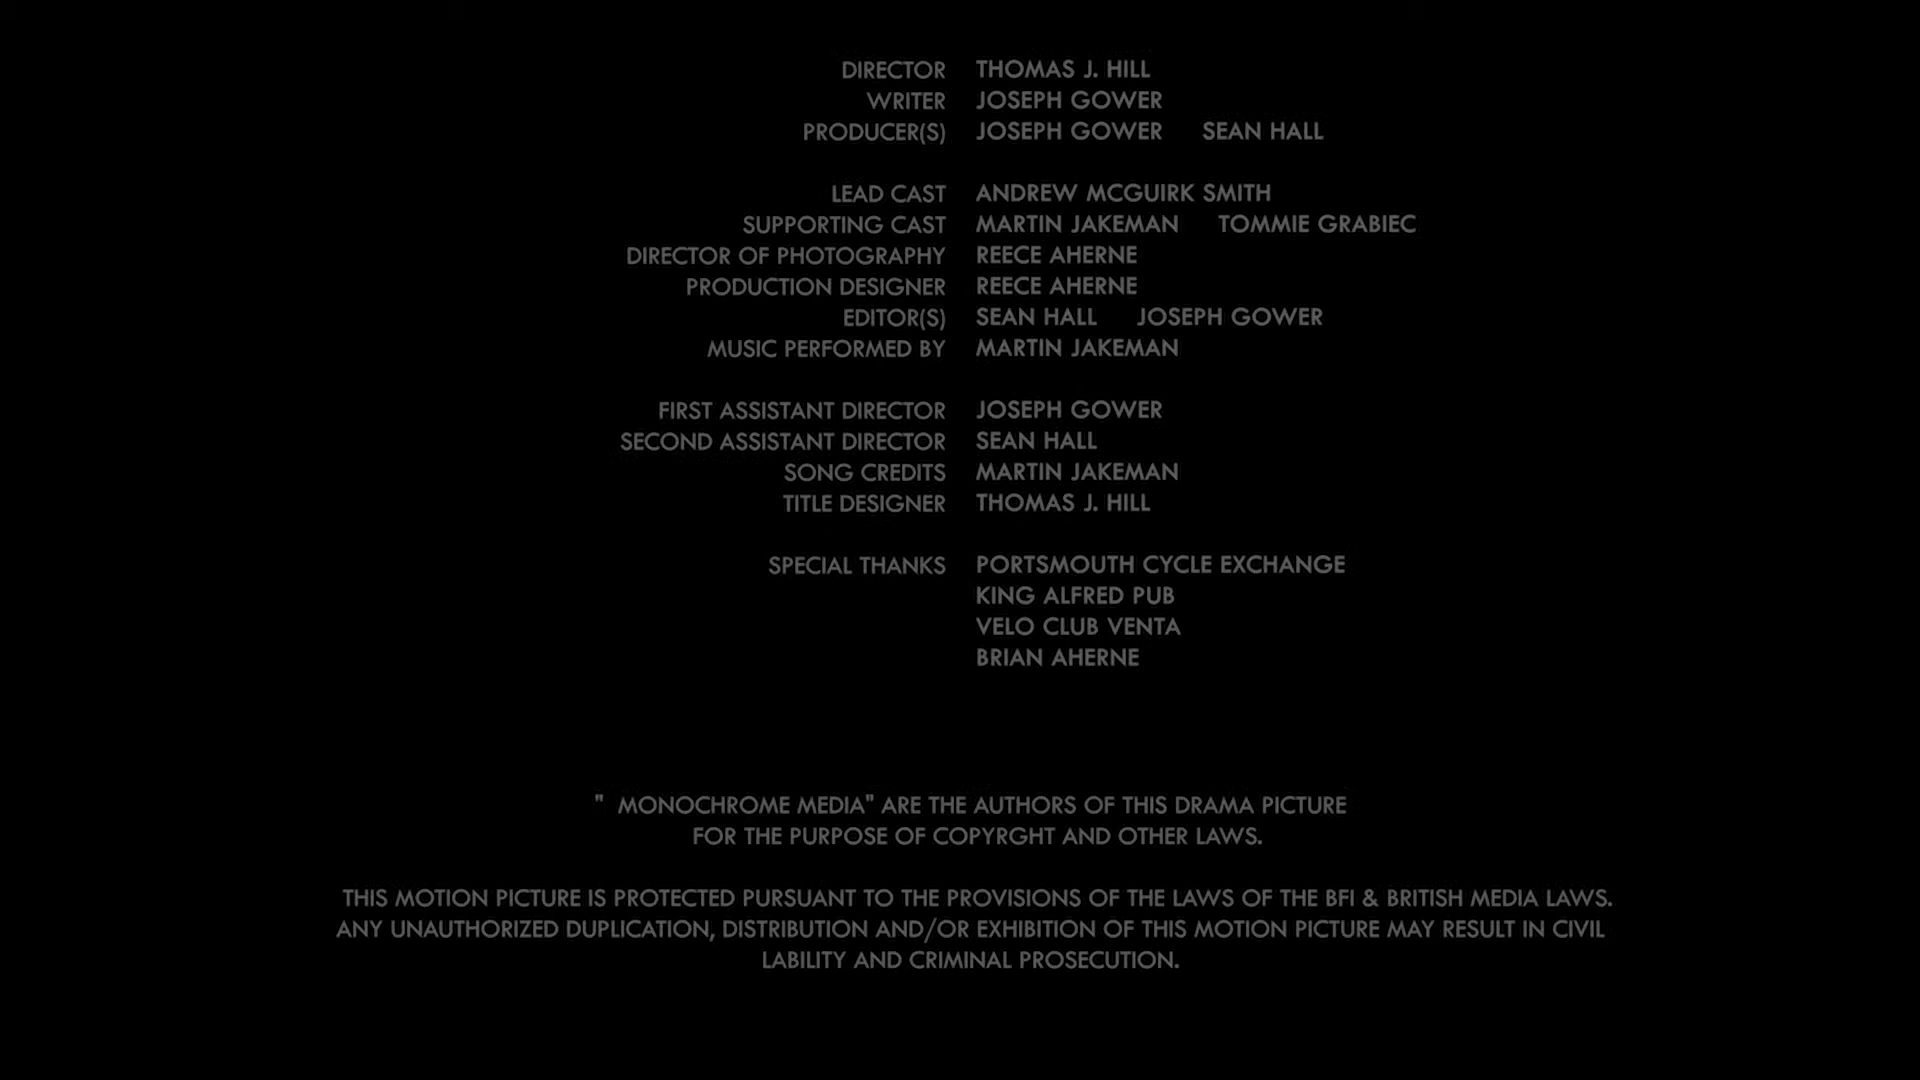 DIRECTOR THOMAS J. HILL
WRITER JOSEPH GOWER
PRODUCER(S) JOSEPH GOWER SEAN HALL
LEAD CAST ANDREW MCGUIRK SMITH
SUPPORTING CAST MARTIN JAKEMAN TOMMIE GRABIEC
DIRECTOR OF PHOTOGRAPHY REECE AHERNE
PRODUCTION DESIGNER REECE AHERNE
EDITOR(S) SEAN HALL JOSEPH GOWER
MUSIC PERFORMED BY MARTIN JAKEMAN
FIRST ASSISTANT DIRECTOR JOSEPH GOWER
SECOND ASSISTANT DIRECTOR SEAN HALL
SONG CREDITS MARTIN JAKEMAN
TITLE DESIGNER THOMAS J. HILL
SPECIAL THANKS PORTSMOUTH CYCLE EXCHANGE
KING ALFRED PUB
VELO CLUB VENTA
BRIAN AHERNE
" MONOCHROME MEDIA" ARE THE AUTHORS OF THIS DRAMA PICTURE
FOR THE PURPOSE OF COPYRGHT AND OTHER LAWS.
THIS MOTION PICTURE IS PROTECTED PURSUANT TO THE PROVISIONS OF THE LAWS OF THE BFI & BRITISH MEDIA LAWS.
ANY UNAUTHORIZED DUPLICATION, DISTRIBUTION AND/OR EXHIBITION OF THIS MOTION PICTURE MAY RESULT IN CIVIL
LABILITY AND CRIMINAL PROSECUTION.